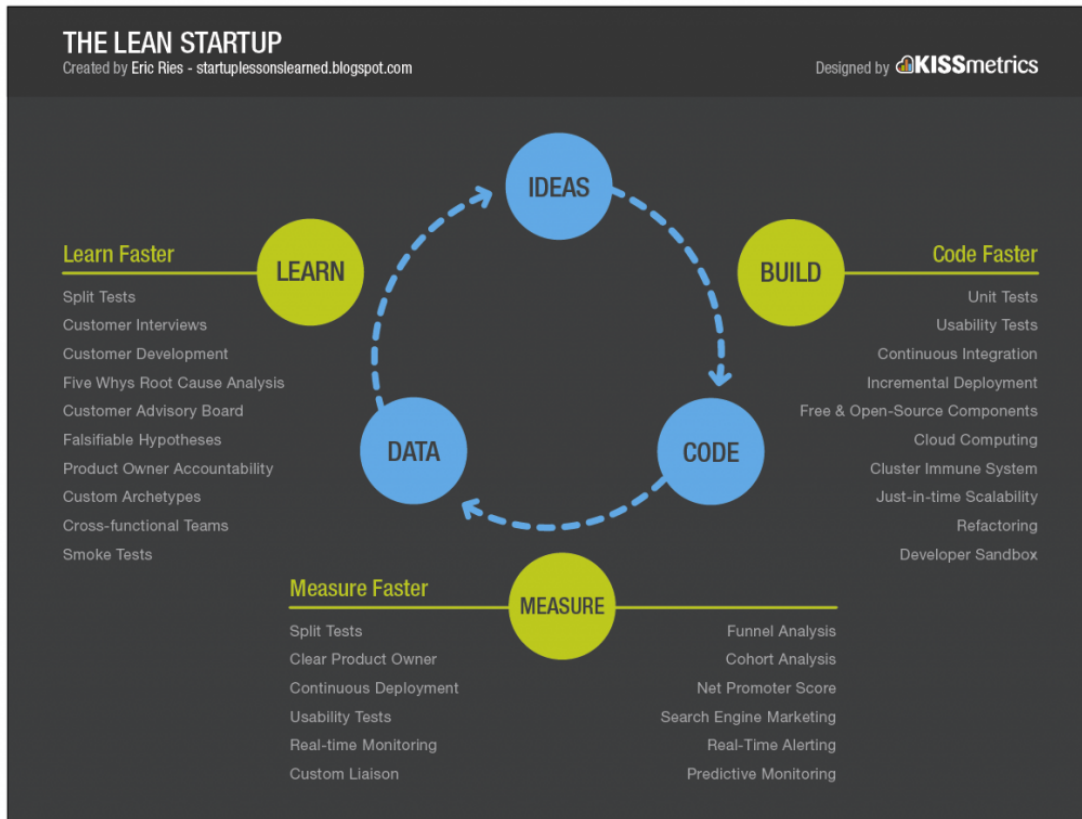 THE LEAN STARTUP
Created by Eric Ries - startuplessonslearned.blogspot.com
Designed by KISSmetrics
IDEAS
LEARN
BUILD
DATA
CODE
MEASURE
Learn Faster
Split Tests
Customer Interviews
Customer Development
Five Whys Root Cause Analysis
Customer Advisory Board
Falsifiable Hypotheses
Product Owner Accountability
Custom Archetypes
Cross-functional Teams
Smoke Tests
Code Faster
Unit Tests
Usability Tests
Continuous Integration
Incremental Deployment
Free & Open-Source Components
Cloud Computing
Cluster Immune System
Just-in-time Scalability
Refactoring
Developer Sandbox
Measure Faster
Split Tests
Clear Product Owner
Continuous Deployment
Usability Tests
Real-time Monitoring
Custom Liaison
Funnel Analysis
Cohort Analysis
Net Promoter Score
Search Engine Marketing
Real-Time Alerting
Predictive Monitoring